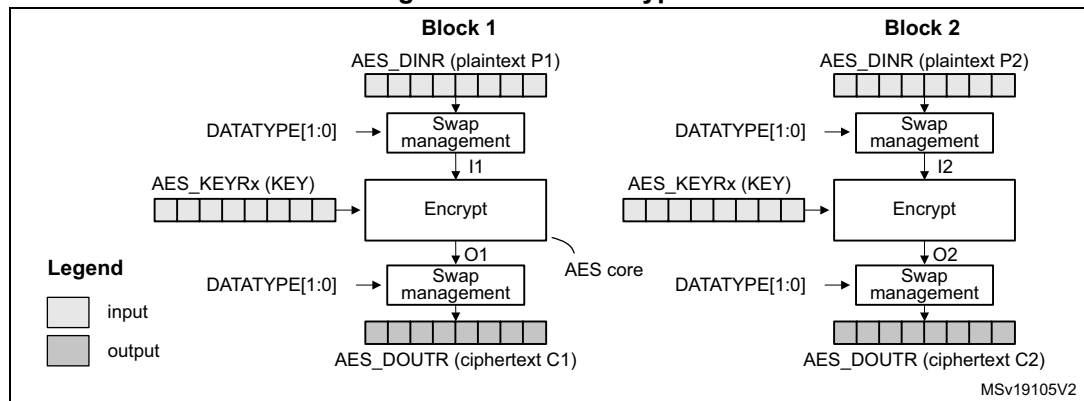 Block 1
Block 2
AES_DINR (plaintext P1)
AES_DINR (plaintext P2)
DATATYPE[1:0]
Swap
management
DATATYPE[1:0]
Swap
management
I1
I2
AES_KEYRx (KEY)
Encrypt
AES_KEYRx (KEY)
Encrypt
O1
AES core
O2
Legend
DATATYPE[1:0]
Swap
management
DATATYPE[1:0]
Swap
management
input
output
AES_DOUTR (ciphertext C1)
AES_DOUTR (ciphertext C2)
MSv19105V2